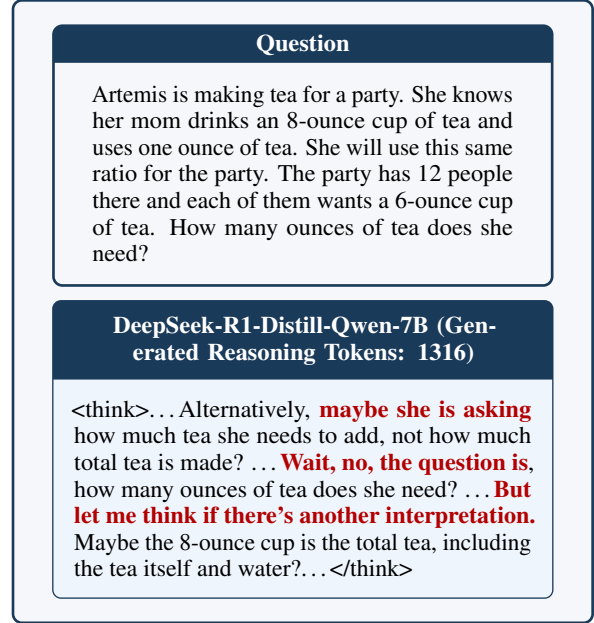 Question
Artemis is making tea for a party. She knows
her mom drinks an 8-ounce cup of tea and
uses one ounce of tea. She will use this same
ratio for the party. The party has 12 people
there and each of them wants a 6-ounce cup
of tea. How many ounces of tea does she
need?
DeepSeek-R1-Distill-Qwen-7B (Gen-
erated Reasoning Tokens: 1316)
<think>... Alternatively, maybe she is asking
how much tea she needs to add, not how much
total tea is made? ... Wait, no, the question is,
how many ounces of tea does she need? ... But
let me think if there's another interpretation.
Maybe the 8-ounce cup is the total tea, including
the tea itself and water?... </think>